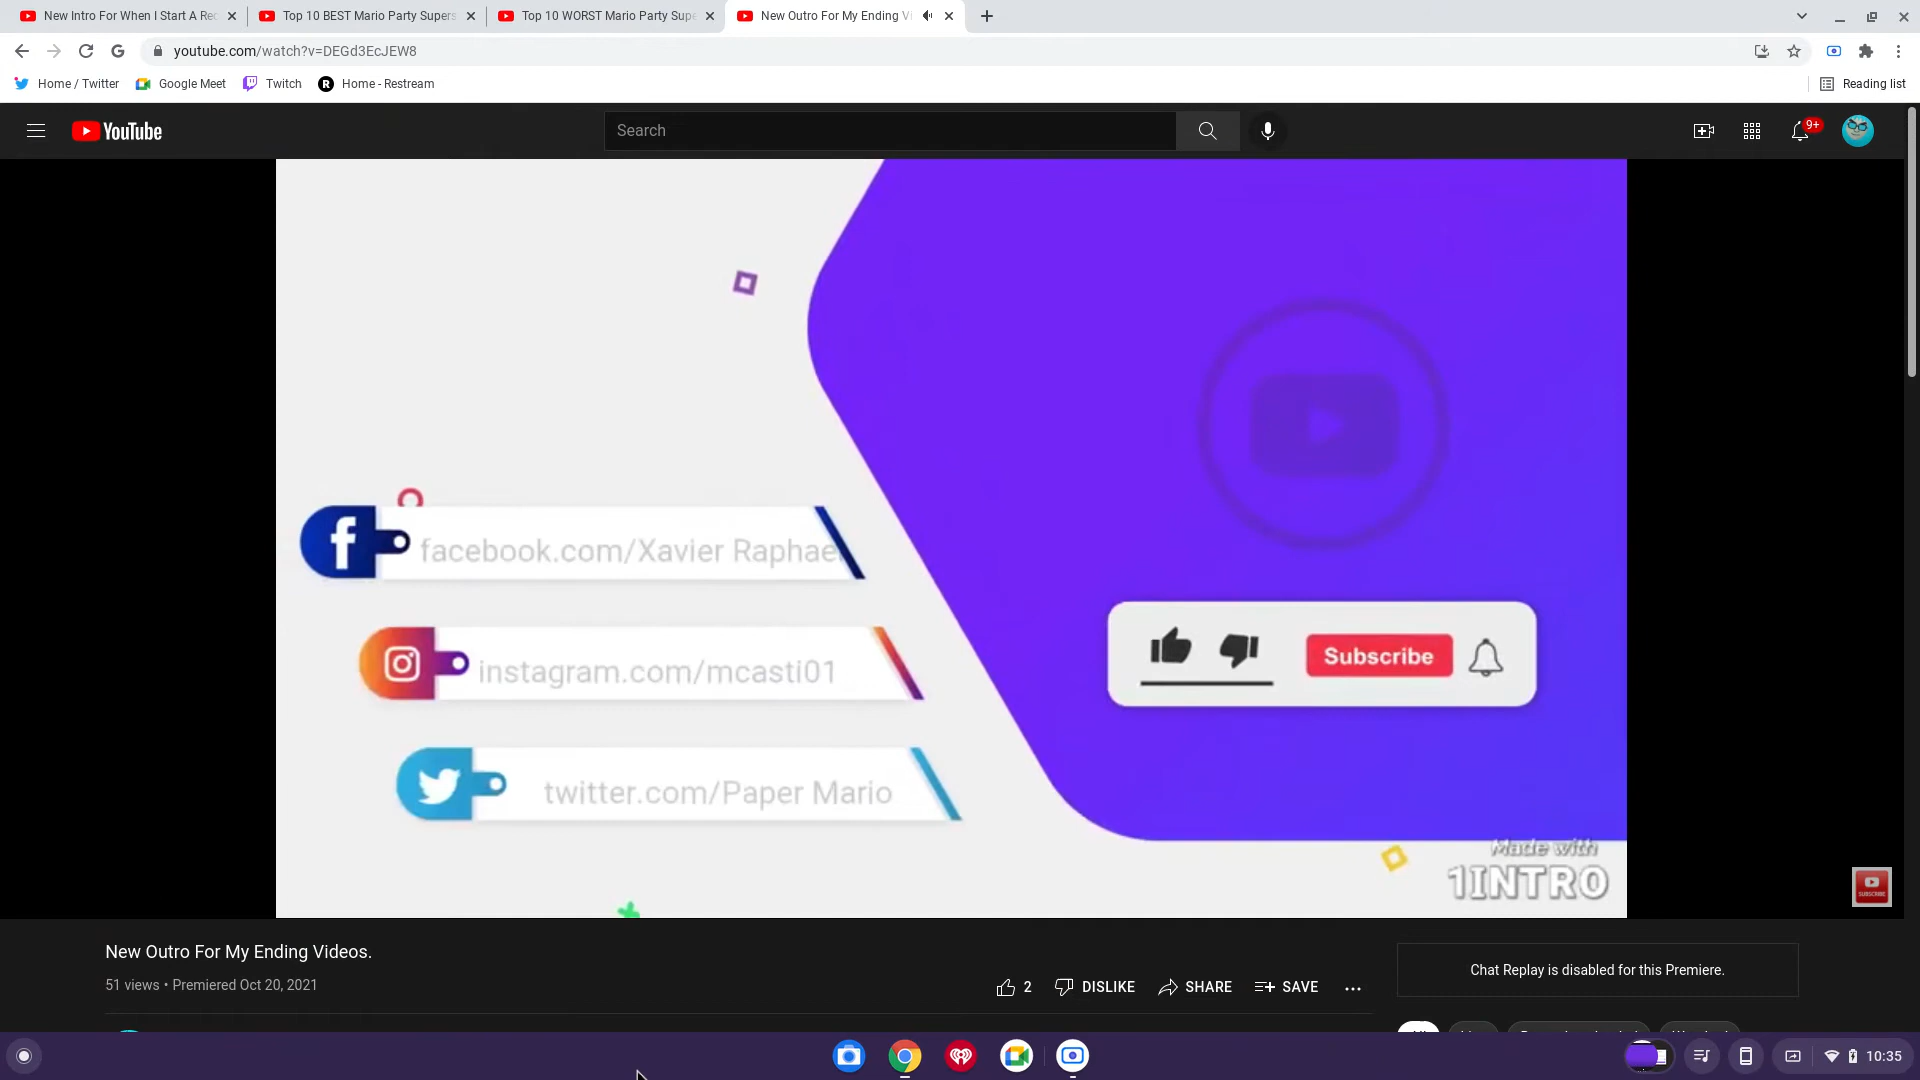 New Intro For When I Start A Rec
Top 10 BEST Mario Party Supers
Top 10 WORST Mario Party Supe
New Outro For My Ending Vi
youtube.com/watch?v=DEGd3EcJEW8
Home / Twitter
Google Meet
Twitch
Home - Restream
Reading list
YouTube
Search
9+
facebook.com/Xavier Raphae
instagram.com/mcasti01
twitter.com/Paper Mario
Subscribe
Made with
1INTRO
SUBSCRIBE
New Outro For My Ending Videos.
51 views • Premiered Oct 20, 2021
2
DISLIKE
SHARE
SAVE
Chat Replay is disabled for this Premiere.
10:35